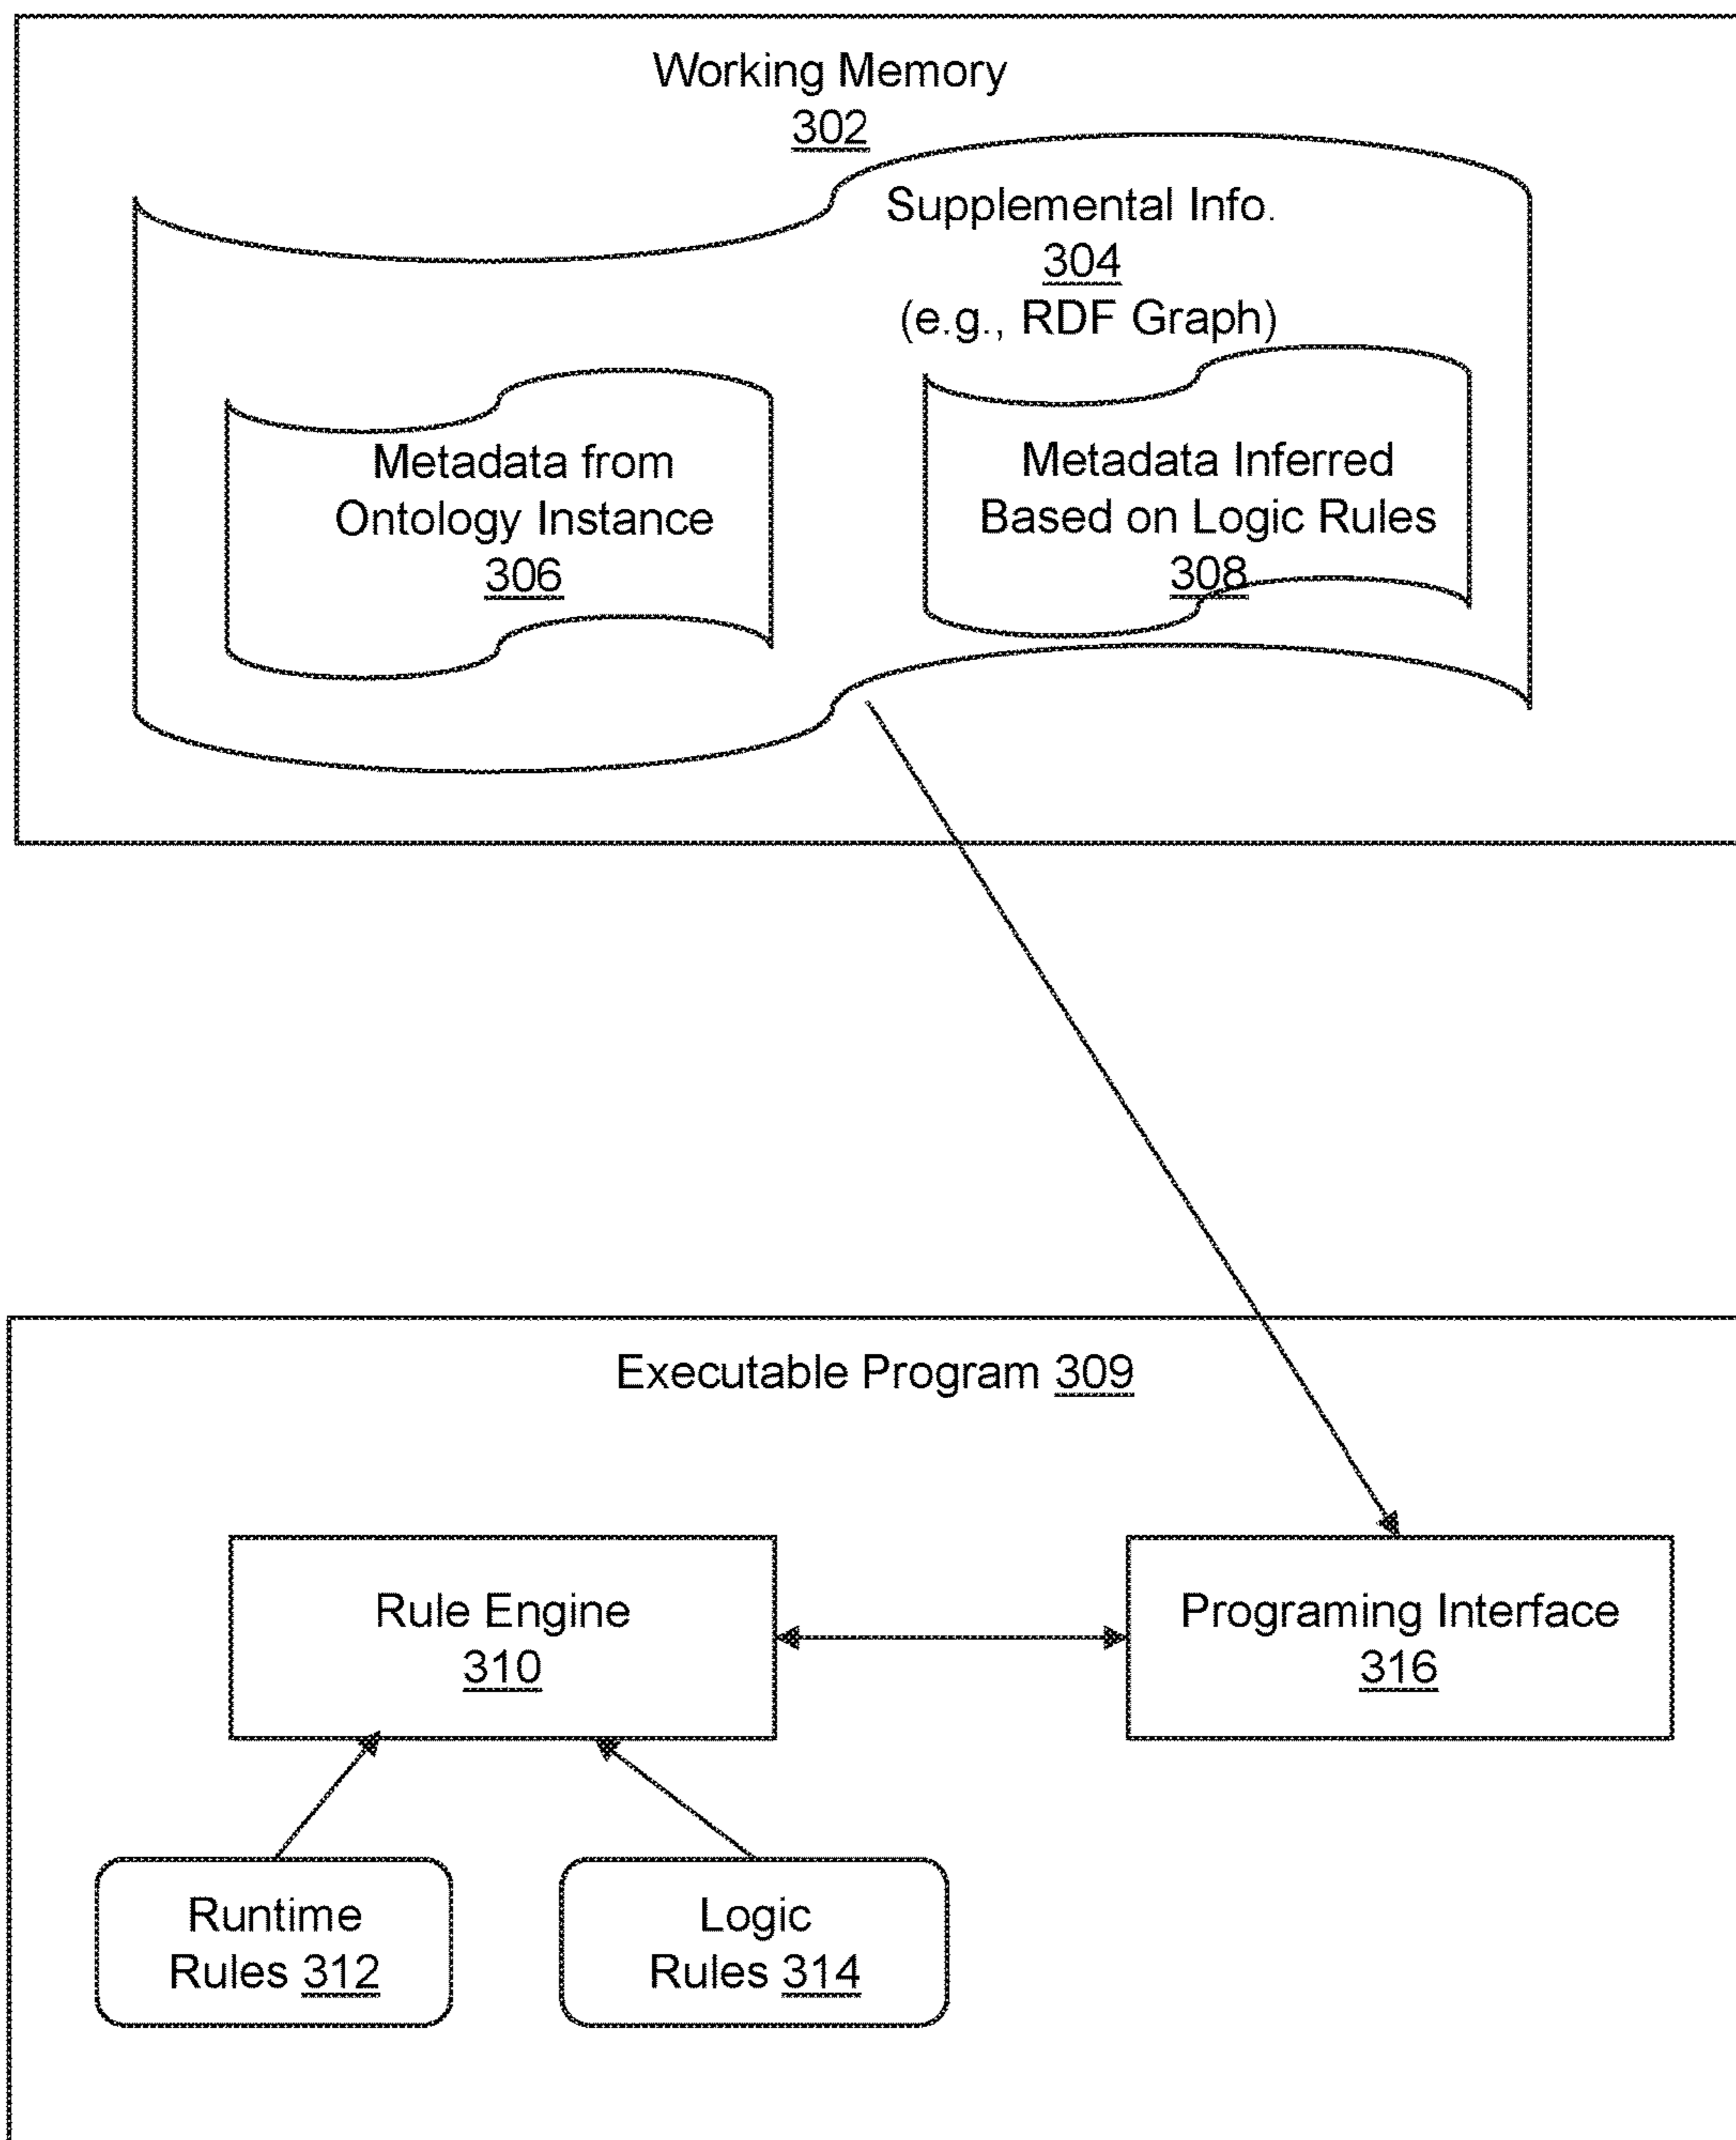 Working Memory
302
Supplemental Info.
304
(e.g., RDF Graph)
Metadata from
Ontology Instance
306
Metadata Inferred
Based on Logic Rules
308
Executable Program 309
Rule Engine
310
Programing Interface
316
Runtime
Rules 312
Logic
Rules 314